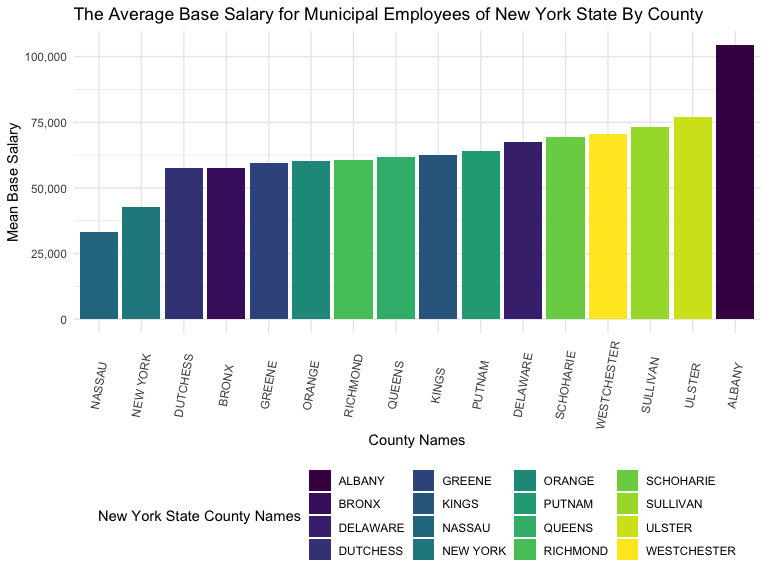 The Average Base Salary for Municipal Employees of New York State By County
Mean Base Salary
100,000
75,000
50,000
25,000
0
NASSAU
NEW YORK
DUTCHESS
BRONX
GREENE
ORANGE
RICHMOND
QUEENS
KINGS
PUTNAM
DELAWARE
SCHOHARIE
WESTCHESTER
SULLIVAN
ULSTER
ALBANY
County Names
New York State County Names
ALBANY
BRONX
DELAWARE
DUTCHESS
GREENE
KINGS
NASSAU
NEW YORK
ORANGE
PUTNAM
QUEENS
RICHMOND
SCHOHARIE
SULLIVAN
ULSTER
WESTCHESTER